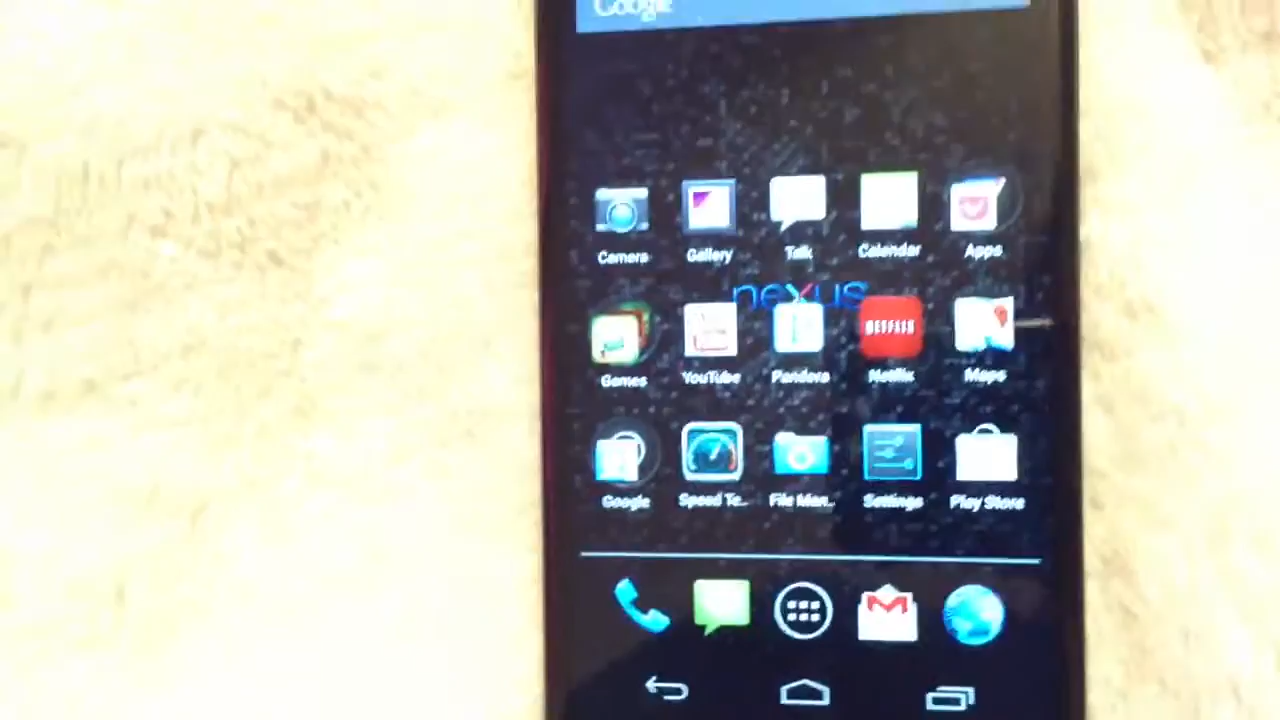 Google
Camera Gallery Talk Calendar Apps
nexus
NETFLIX
Games YouTube Pandora Netflix Maps
Google Speed Te.. File Man.. Settings Play Store